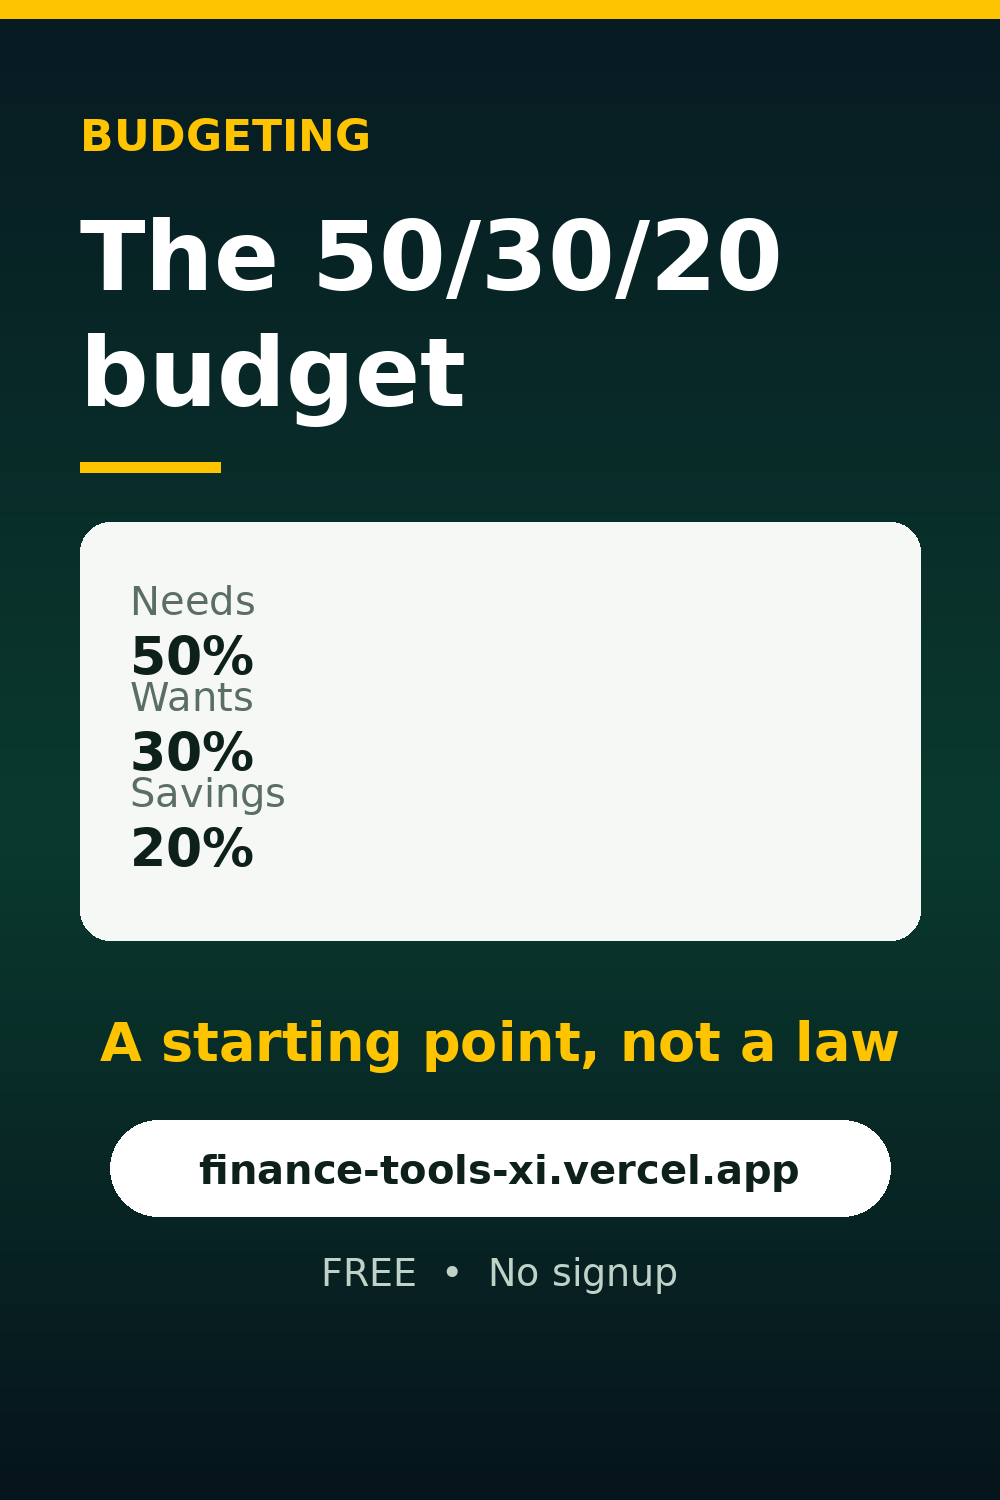 BUDGETING
The 50/30/20
budget
Needs
50%
Wants
30%
Savings
20%
A starting point, not a law
finance-tools-xi.vercel.app
FREE • No signup